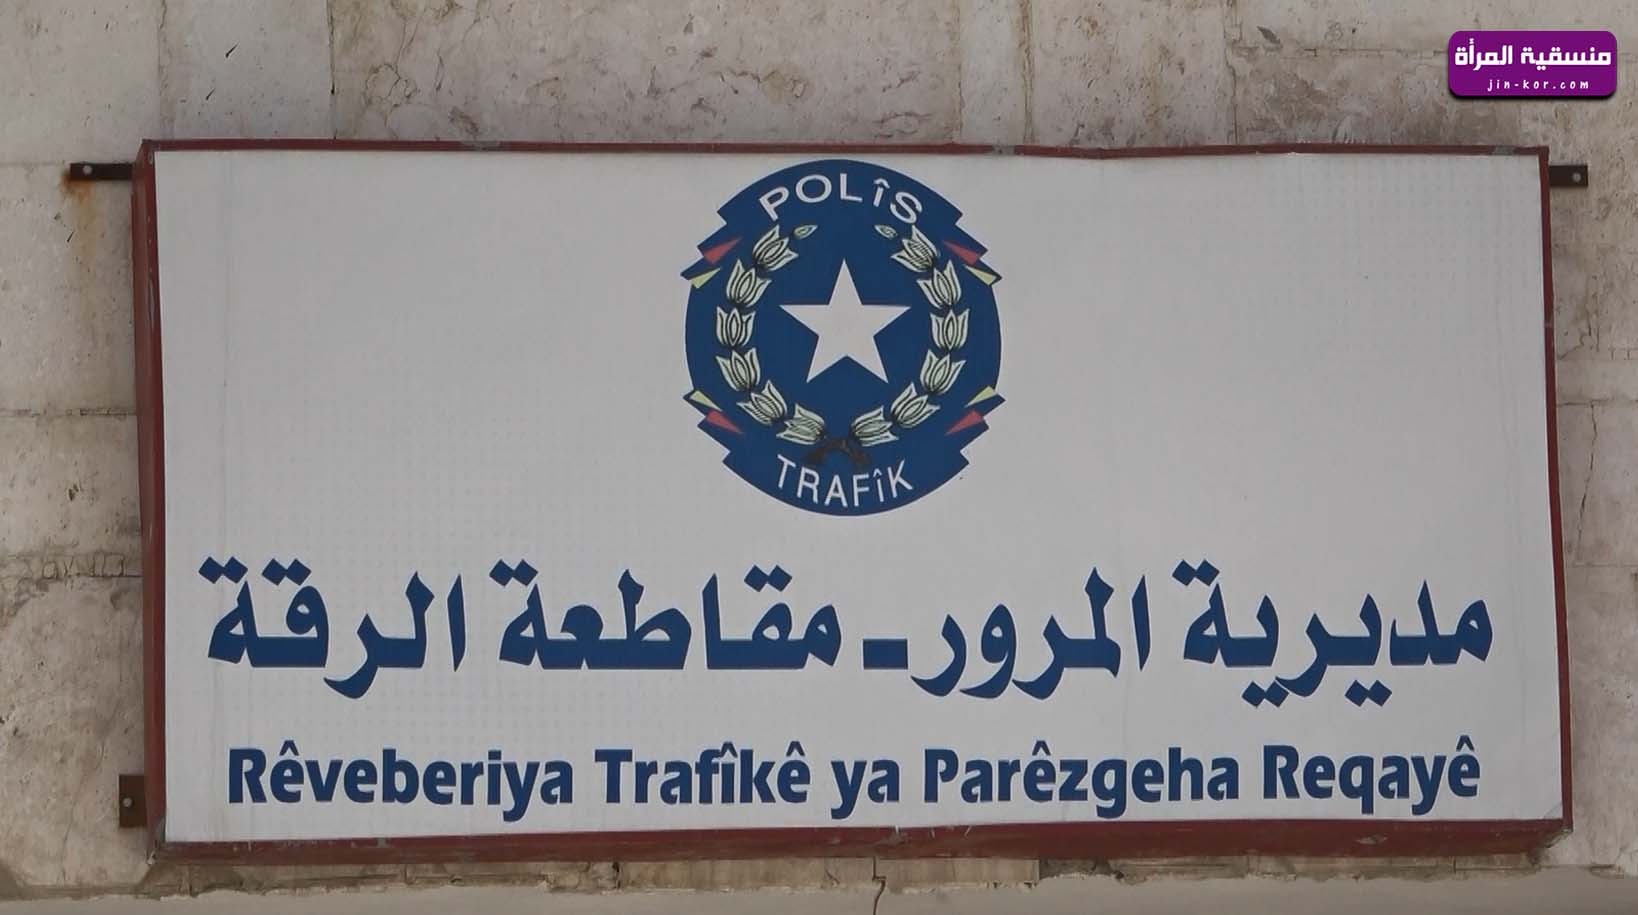 منسقية المرأة
jin-kor.com
POLîS
TRAFîK
مديرية المرور - مقاطعة الرقة
Rêveberiya Trafîkê ya Parêzgeha Reqayê